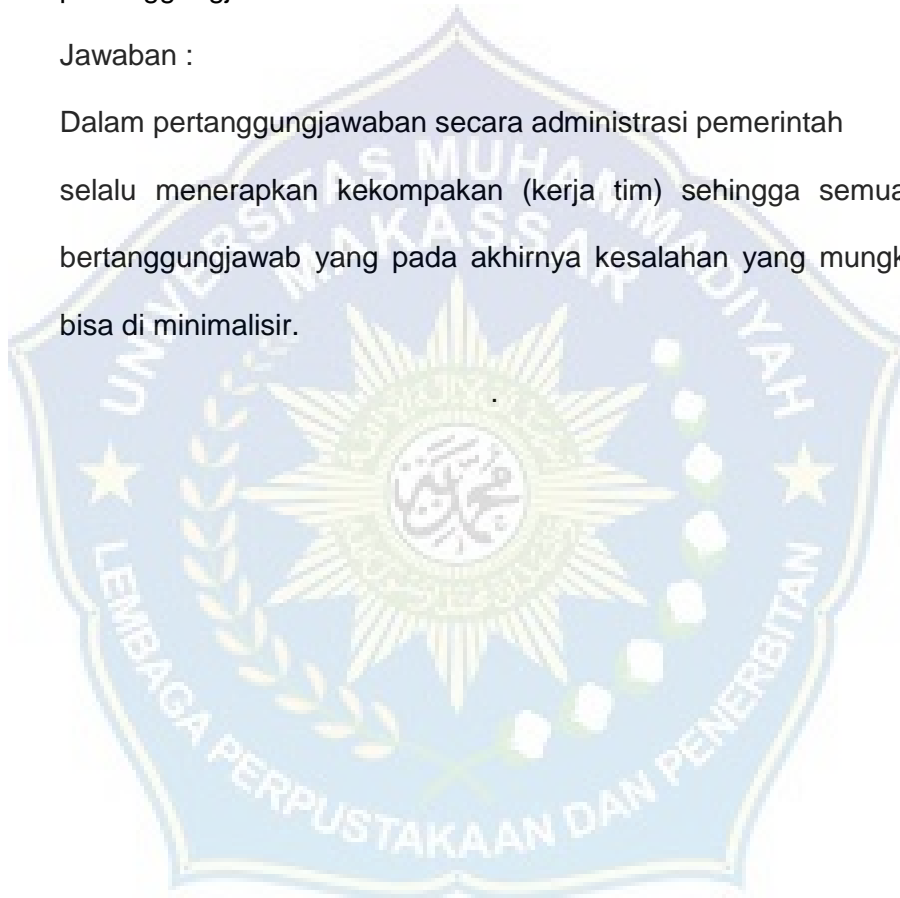 Jawaban :
Dalam pertanggungjawaban secara administrasi pemerintah
selalu menerapkan kekompakan (kerja tim) sehingga semua
bertanggungjawab yang pada akhirnya kesalahan yang mungk
bisa di minimalisir.
.
UNIVERSITAS MUHAMMADIYAH
MAKASSAR
LEMBAGA PERPUSTAKAAN DAN PENERBITAN